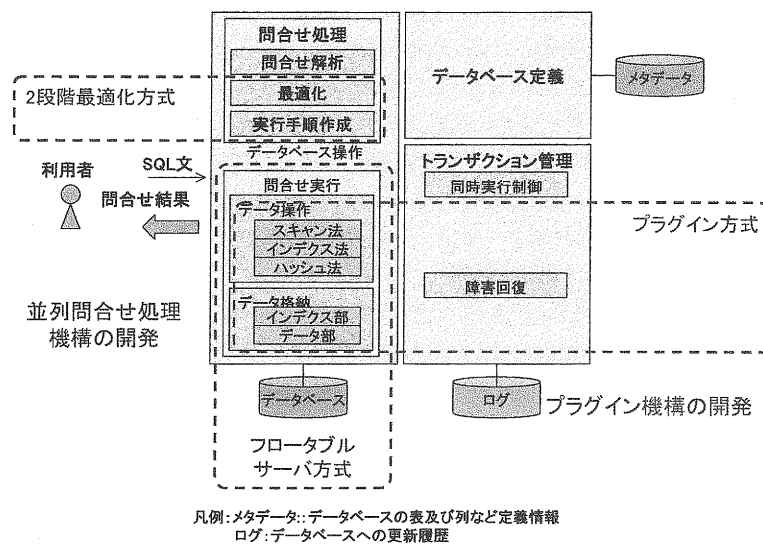 問合せ処理
問合せ解析
最適化
実行手順作成
2段階最適化方式
データベース操作
データベース定義
メタデータ
利用者
SQL文
問合せ結果
問合せ実行
データ操作
スキャン法
インデクス法
ハッシュ法
データ格納
インデクス部
データ部
トランザクション管理
同時実行制御
プラグイン方式
障害回復
並列問合せ処理
機構の開発
データベース
ログ
プラグイン機構の開発
フロータブル
サーバ方式
凡例:メタデータ::データベースの表及び列など定義情報
ログ:データベースへの更新履歴